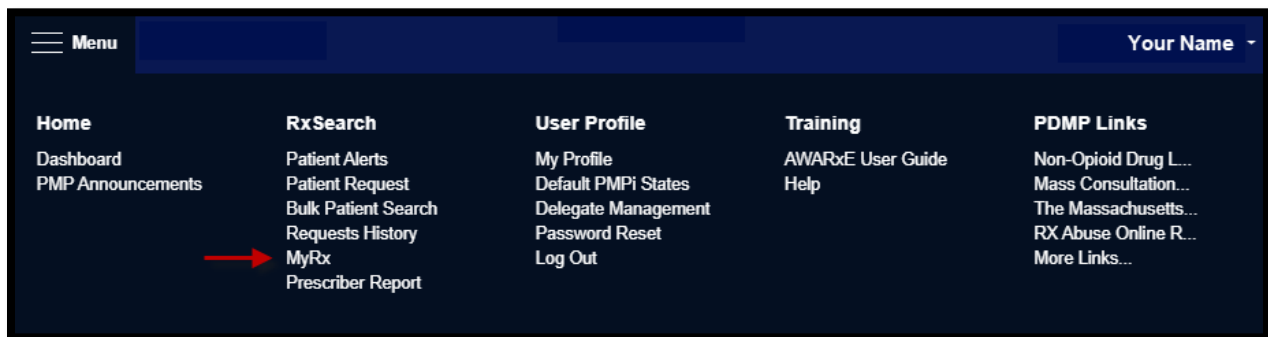 Menu
Your Name
Home
Dashboard
PMP Announcements
RxSearch
Patient Alerts
Patient Request
Bulk Patient Search
Requests History
MyRx
Prescriber Report
User Profile
My Profile
Default PMPi States
Delegate Management
Password Reset
Log Out
Training
AWARxE User Guide
Help
PDMP Links
Non-Opioid Drug L...
Mass Consultation...
The Massachusetts...
RX Abuse Online R...
More Links...